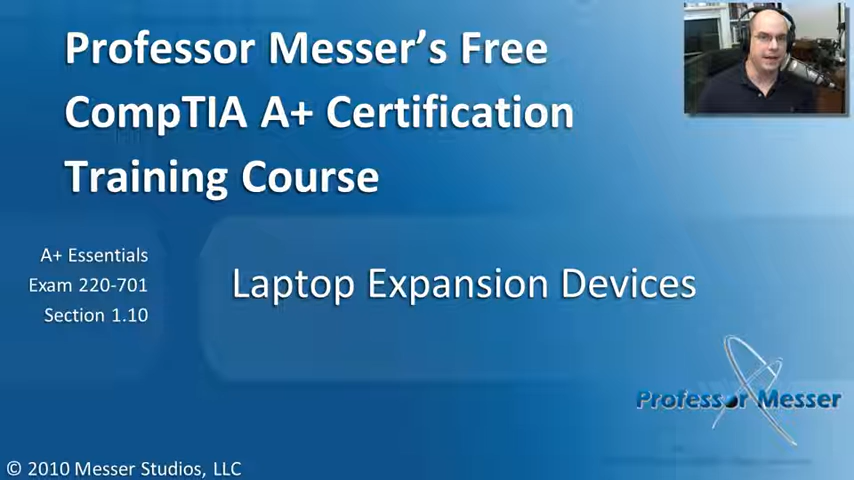 Professor Messer's Free
CompTIA A+ Certification
Training Course
A+ Essentials
Exam 220-701
Section 1.10
Laptop Expansion Devices
Professor Messer
© 2010 Messer Studios, LLC